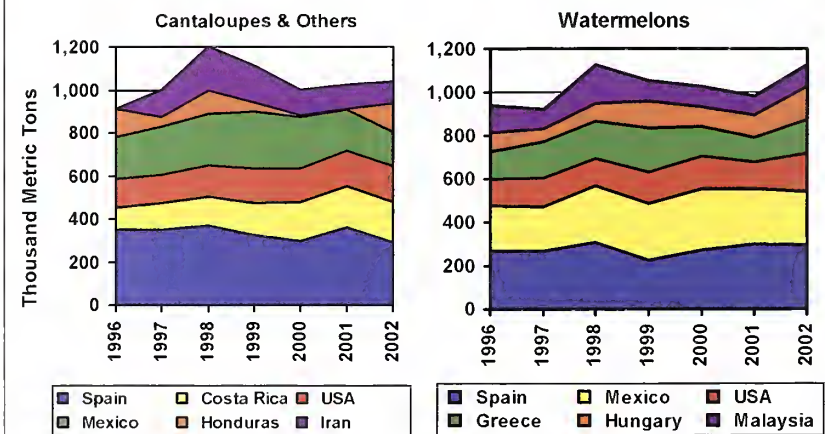 Cantaloupes & Others
Thousand Metric Tons
1,200
1,000
800
600
400
200
0
1996
1997
1998
1999
2000
2001
2002
Spain
Costa Rica
USA
Mexico
Honduras
Iran
Watermelons
1,200
1,000
800
600
400
200
0
1996
1997
1998
1999
2000
2001
2002
Spain
Mexico
USA
Greece
Hungary
Malaysia